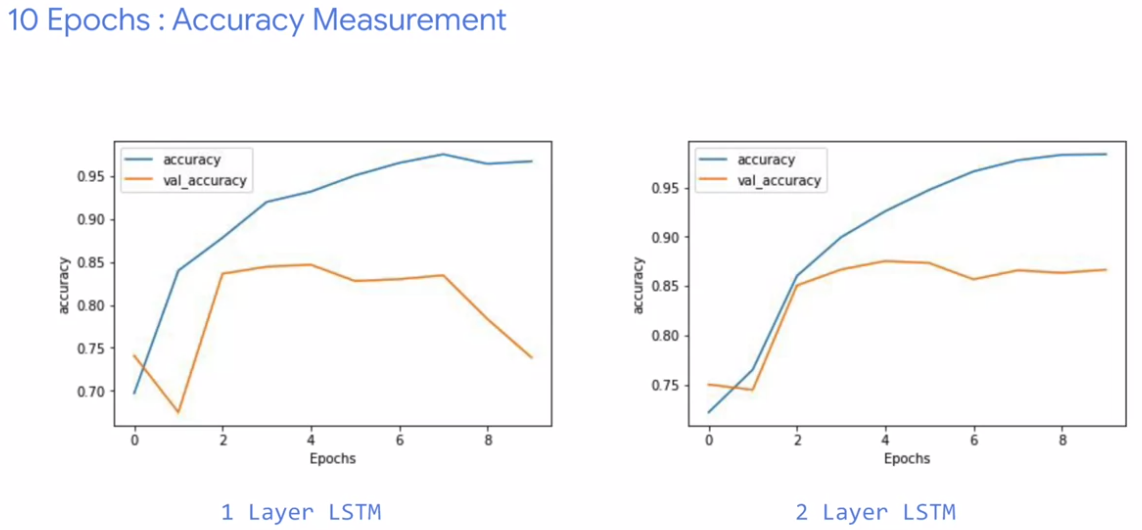 10 Epochs : Accuracy Measurement
accuracy
val_accuracy
0.95
0.90
0.85
0.80
0.75
0.70
accuracy
0
2
4
6
8
Epochs
1 Layer LSTM
accuracy
val_accuracy
0.95
0.90
0.85
0.80
0.75
accuracy
0
2
4
6
8
Epochs
2 Layer LSTM